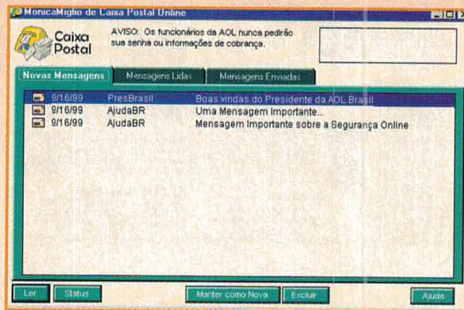 MonicaMiglio de Caixa Postal Online
Caixa Postal
AVISO: Os funcionários da AOL nunca pedirão
sua senha ou informações de cobrança.
Novas Mensagens Mensagens Lidas Mensagens Enviadas
9/16/99 PresBrasil Boas vindas do Presidente da AOL Brasil
9/16/99 AjudaBR Uma Mensagem Importante...
9/16/99 AjudaBR Mensagem Importante sobre a Segurança Online
Ler Status Manter como Nova Excluir Ajuda